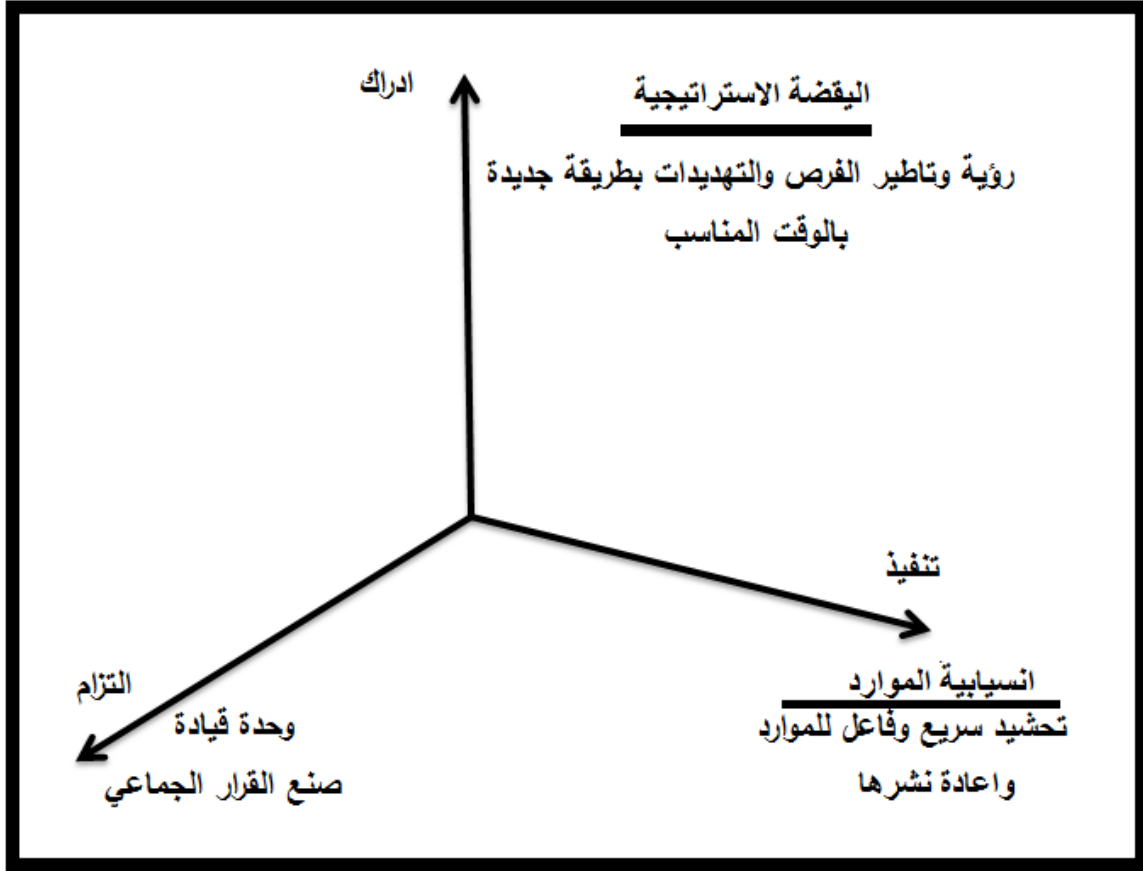 ادراك
اليقضة الاستراتيجية
رؤية وتاطير الفرص والتهديدات بطريقة جديدة
بالوقت المناسب
تنفيذ
انسيابية الموارد
تحشيد سريع وفاعل للموارد
واعادة نشرها
التزام
وحدة قيادة
صنع القرار الجماعي